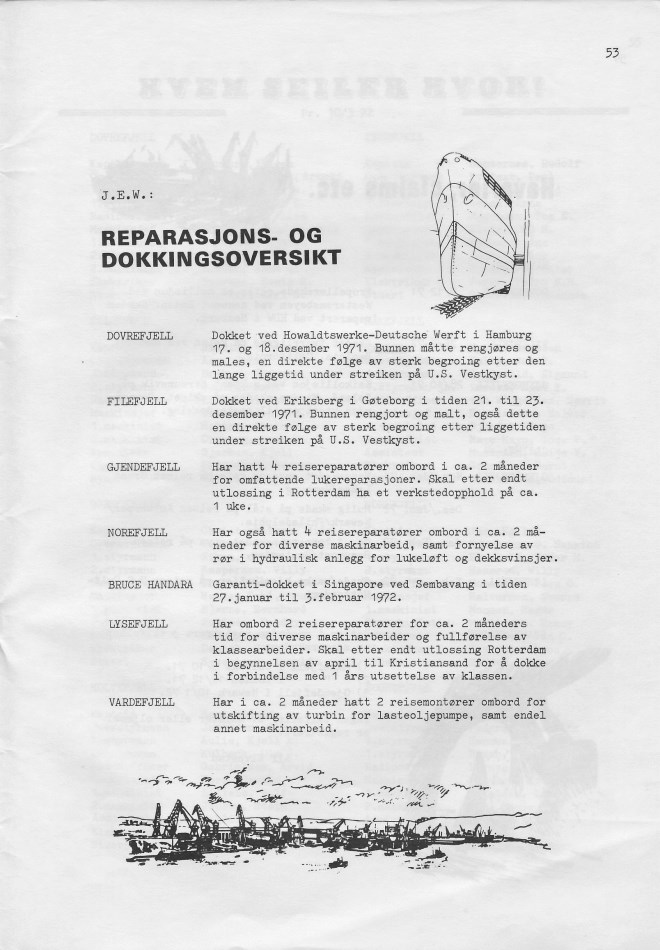 53
J.E.W.:
REPARASJONS- OG
DOKKINGSOVERSIKT
DOVREFJELL Dokket ved Howaldtswerke-Deutsche Werft i Hamburg
17. og 18.desember 1971. Bunnen måtte rengjøres og
males, en direkte følge av sterk begroing etter den
lange liggetid under streiken på U.S. Vestkyst.
FILEFJELL Dokket ved Eriksberg i Gøteborg i tiden 21. til 23.
desember 1971. Bunnen rengjort og malt, også dette
en direkte følge av sterk begroing etter liggetiden
under streiken på U.S. Vestkyst.
GJENDEFJELL Har hatt 4 reisereparatører ombord i ca. 2 måneder
for omfattende lukereparasjoner. Skal etter endt
utlossing i Rotterdam ha et verkstedopphold på ca.
1 uke.
NOREFJELL Har også hatt 4 reisereparatører ombord i ca. 2 må-
neder for diverse maskinarbeid, samt fornyelse av
rør i hydraulisk anlegg for lukeløft og dekksvinsjer.
BRUCE HANDARA Garanti-dokket i Singapore ved Sembavang i tiden
27.januar til 3.februar 1972.
LYSEFJELL Har ombord 2 reisereparatører for ca. 2 måneders
tid for diverse maskinarbeider og fullførelse av
klassearbeider. Skal etter endt utlossing Rotterdam
i begynnelsen av april til Kristiansand for å dokke
i forbindelse med 1 års utsettelse av klassen.
VARDEFJELL Har i ca. 2 måneder hatt 2 reisemontører ombord for
utskifting av turbin for lasteoljepumpe, samt endel
annet maskinarbeid.